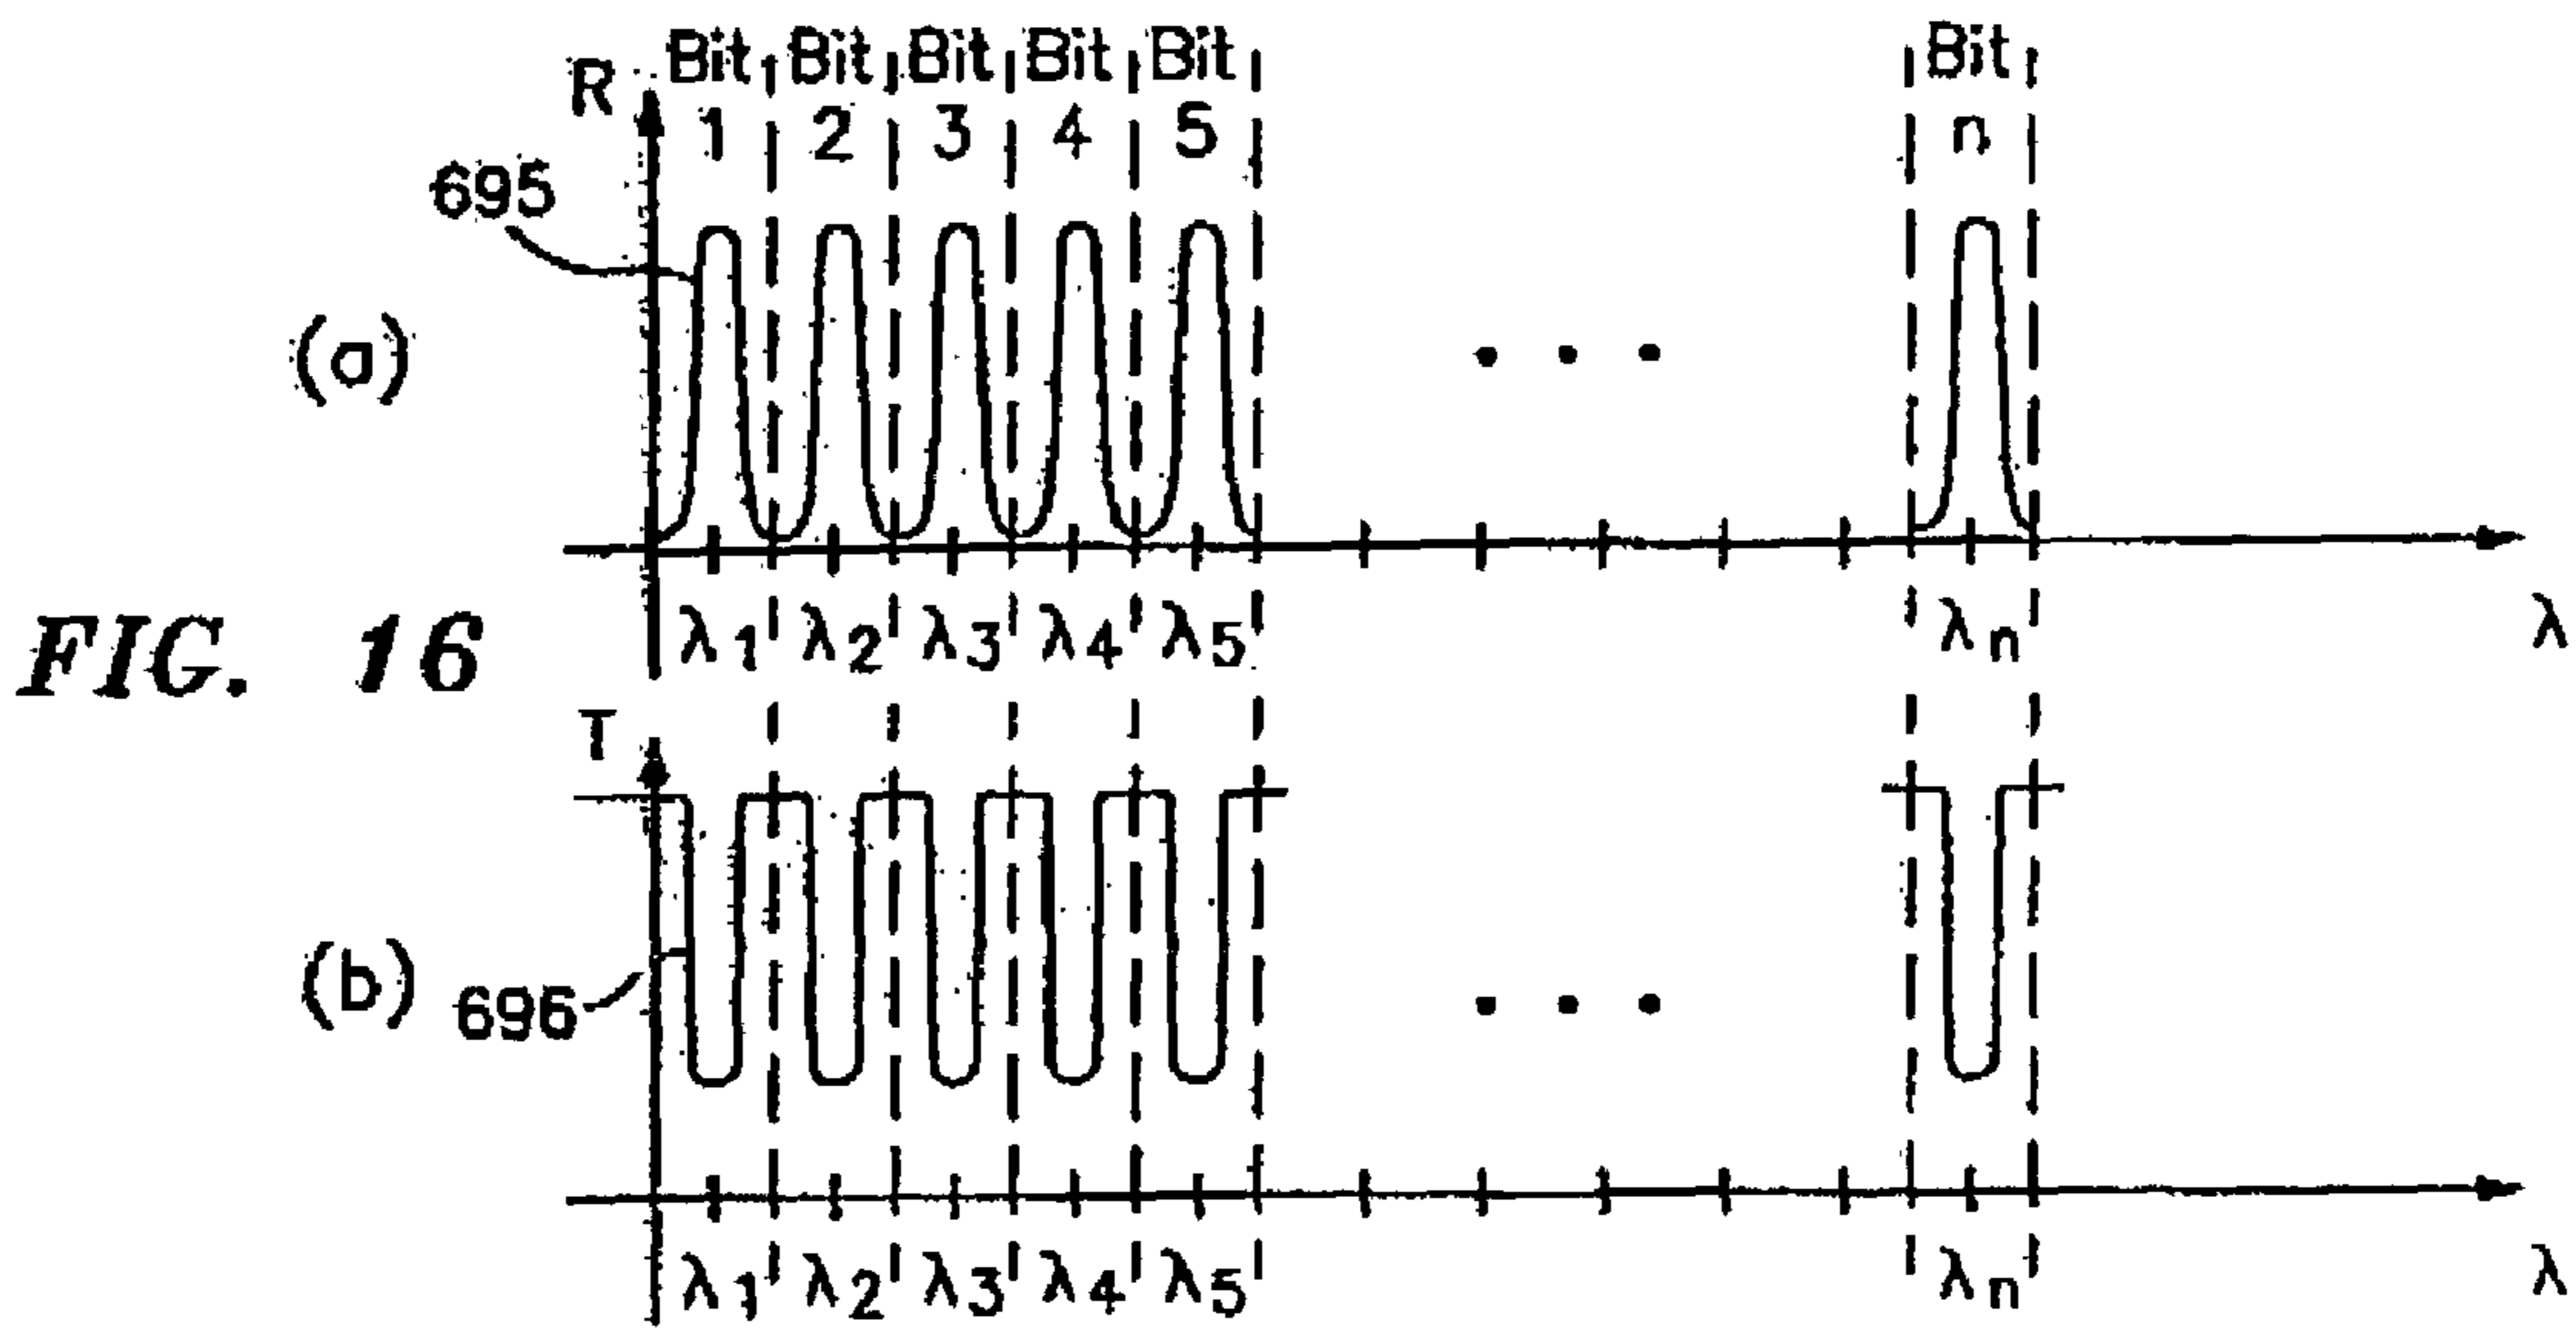 R Bit 1 Bit 2 Bit 3 Bit 4 Bit 5 Bit n
695
(a)
λ1 λ2 λ3 λ4 λ5 λn λ
FIG. 16
T
(b) 696
λ1 λ2 λ3 λ4 λ5 λn λ